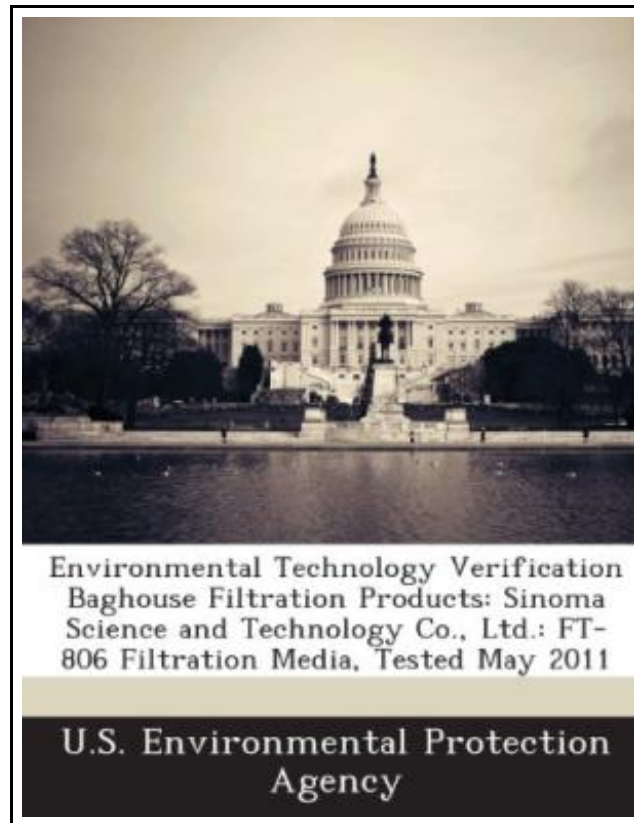 Environmental Technology Verification
Baghouse Filtration Products: Sinoma
Science and Technology Co., Ltd.: FT-
806 Filtration Media, Tested May 2011
U.S. Environmental Protection
Agency